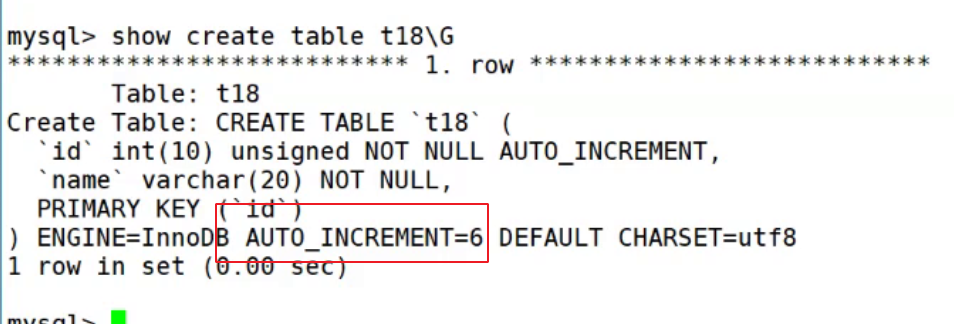 mysql> show create table t18\G
*************************** 1. row ***************************
Table: t18
Create Table: CREATE TABLE `t18` (
`id` int(10) unsigned NOT NULL AUTO_INCREMENT,
`name` varchar(20) NOT NULL,
PRIMARY KEY (`id`)
) ENGINE=InnoDB AUTO_INCREMENT=6 DEFAULT CHARSET=utf8
1 row in set (0.00 sec)
mysql>